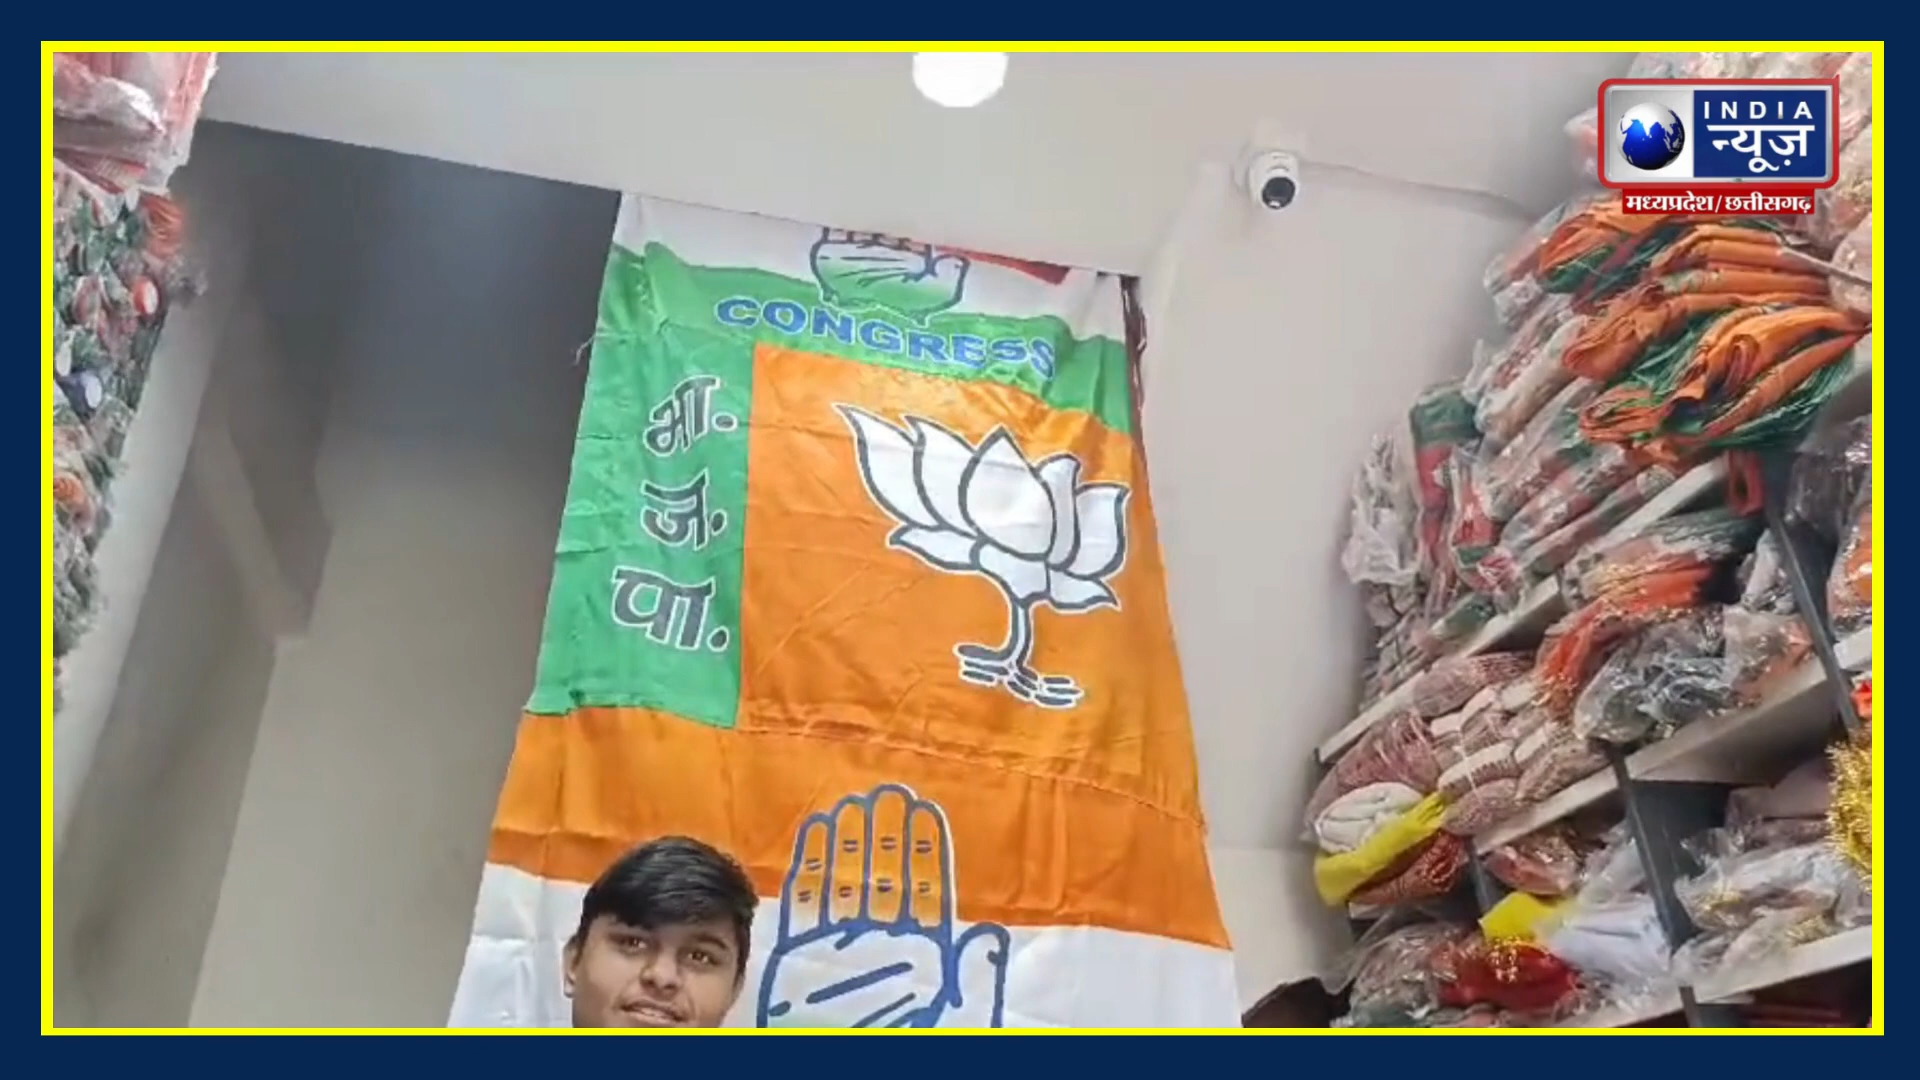 INDIA
न्यूज़
मध्यप्रदेश/छत्तीसगढ़
CONGRESS
भा.
ज.
पा.